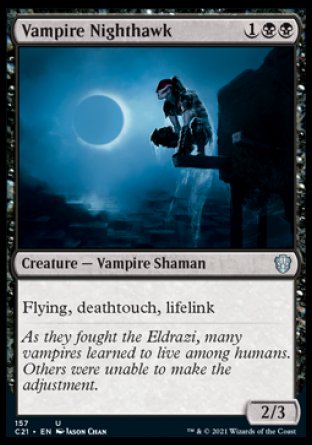 Vampire Nighthawk 1
Creature — Vampire Shaman
Flying, deathtouch, lifelink
As they fought the Eldrazi, many
vampires learned to live among humans.
Others were unable to make the
adjustment.
2/3
157 U
C21 • EN Jason Chan
™ & © 2021 Wizards of the Coast